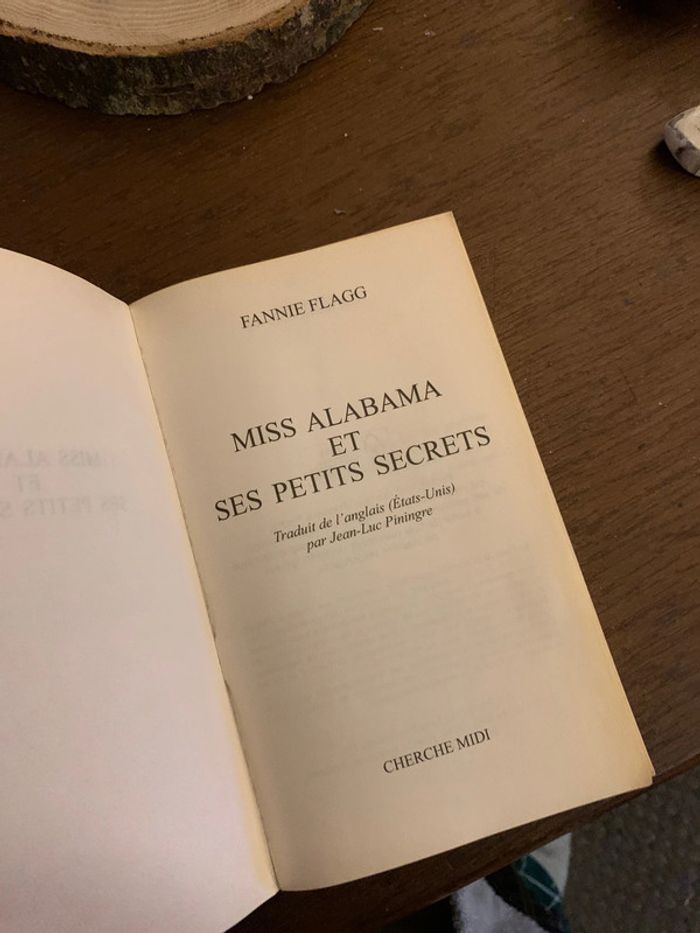 FANNIE FLAGG
MISS ALABAMA
ET
SES PETITS SECRETS
Traduit de l'anglais (États-Unis)
par Jean-Luc Piningre
CHERCHE MIDI